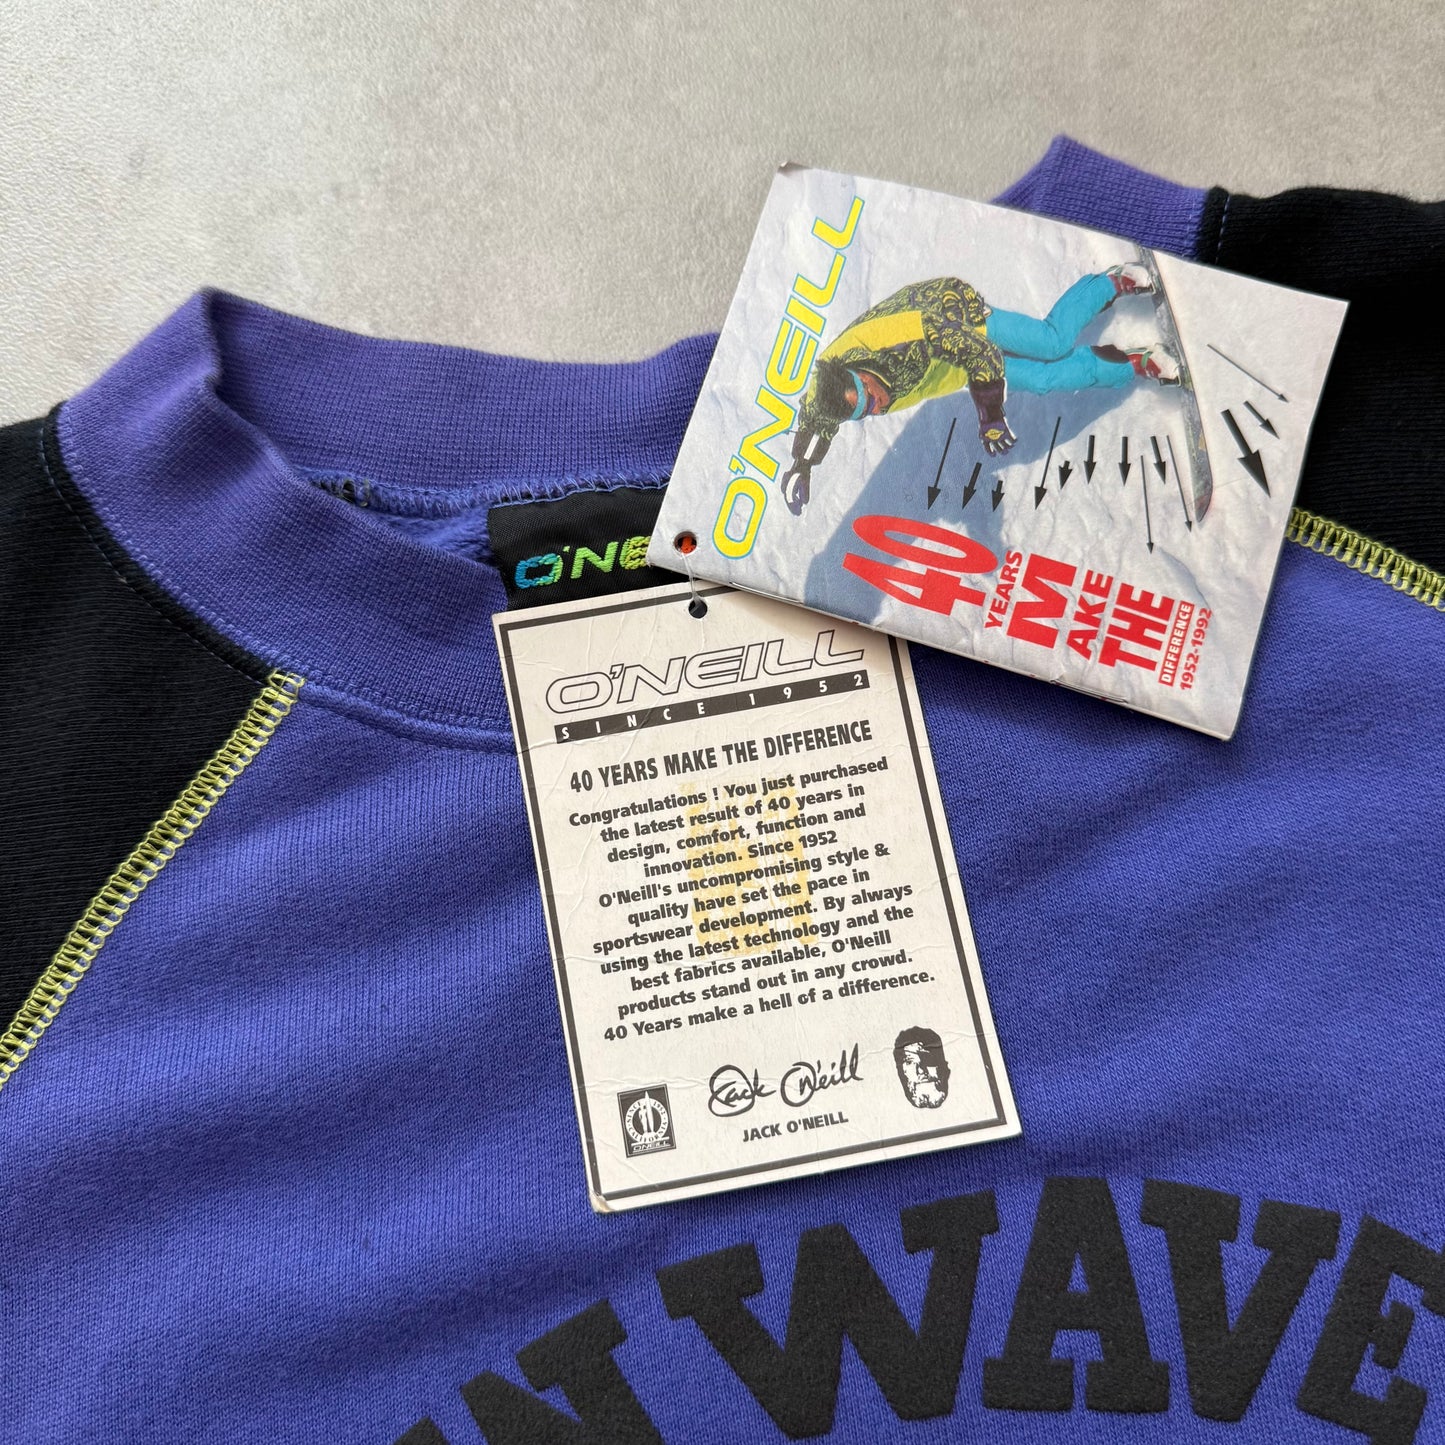 O'NEILL
40
YEARS
MAKE
THE
DIFFERENCE
1952-1992
O'NE
O'NEILL
SINCE 1952
40 YEARS MAKE THE DIFFERENCE
Congratulations ! You just purchased
the latest result of 40 years in
design, comfort, function and
innovation. Since 1952
O'Neill's uncompromising style &
quality have set the pace in
sportswear development. By always
using the latest technology and the
best fabrics available, O'Neill
products stand out in any crowd.
40 Years make a hell of a difference.
Jack O'Neill
JACK O'NEILL
O'NEILL
N WAVE